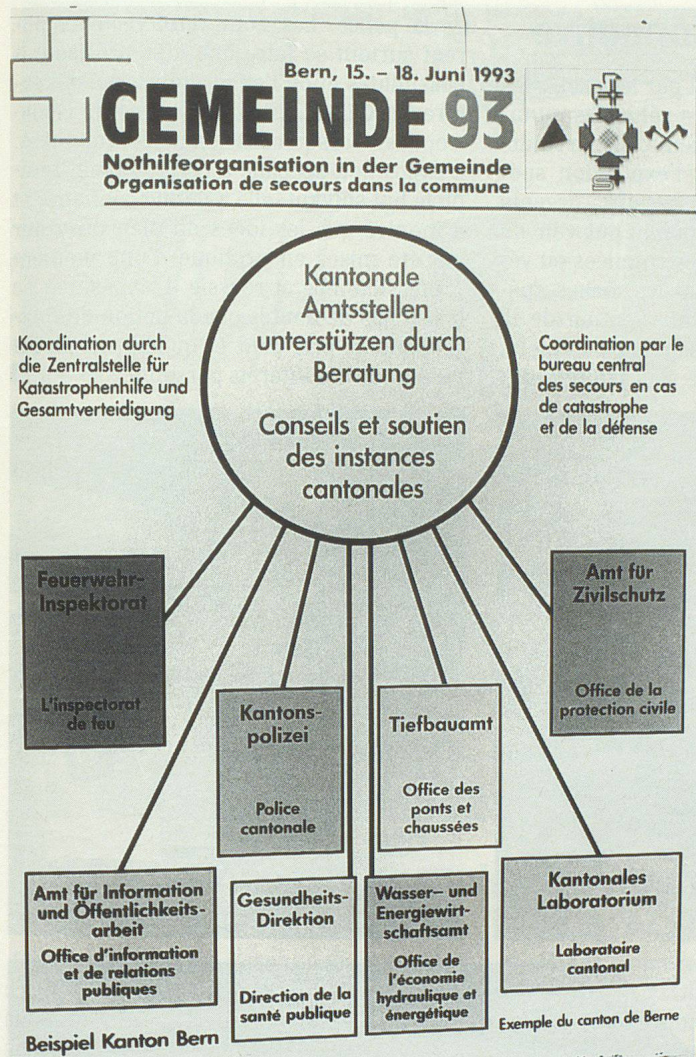 Bern, 15. – 18. Juni 1993
GEMEINDE 93
Nothilfeorganisation in der Gemeinde
Organisation de secours dans la commune
Kantonale
Amtsstellen
unterstützen durch
Beratung
Conseils et soutien
des instances
cantonales
Koordination durch
die Zentralstelle für
Katastrophenhilfe und
Gesamtverteidigung
Coordination par le
bureau central
des secours en cas
de catastrophe
et de la défense
Feuerwehr-
Inspektorat
L'inspectorat
de feu
Kantons-
polizei
Police
cantonale
Tiefbauamt
Office des
ponts et
chaussées
Amt für
Zivilschutz
Office de la
protection civile
Amt für Information
und Öffentlichkeits-
arbeit
Office d'information
et de relations
publiques
Gesundheits-
Direktion
Direction de la
santé publique
Wasser– und
Energiewirt-
schaftsamt
Office de
l'économie
hydraulique et
énergétique
Kantonales
Laboratorium
Laboratoire
cantonal
Beispiel Kanton Bern
Exemple du canton de Berne